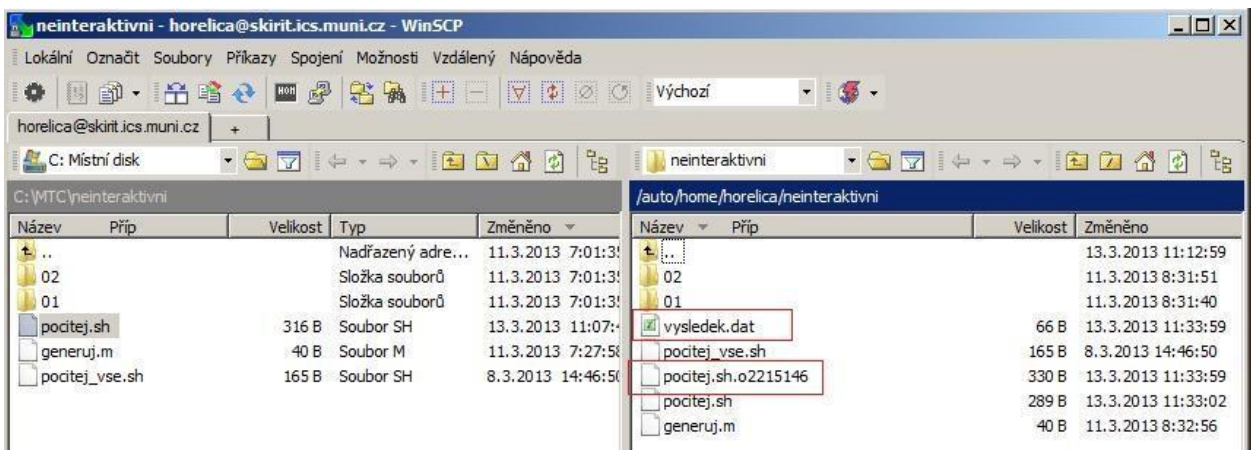 neinteraktivni - horelica@skirit.ics.muni.cz - WinSCP
Lokální Označit Soubory Příkazy Spojení Možnosti Vzdálený Nápověda
Výchozí
horelica@skirit.ics.muni.cz +
C: Místní disk
neinteraktivni
C:\MTC\neinteraktivni
Název Příp Velikost Typ Změněno
.. Nadřazený adre... 11.3.2013 7:01:3
02 Složka souborů 11.3.2013 7:01:3
01 Složka souborů 11.3.2013 7:01:3
pocitej.sh 316 B Soubor SH 13.3.2013 11:07:
generuj.m 40 B Soubor M 11.3.2013 7:27:58
pocitej_vse.sh 165 B Soubor SH 8.3.2013 14:46:50
/auto/home/horelica/neinteraktivni
Název Příp Velikost Změněno
.. 13.3.2013 11:12:59
02 11.3.2013 8:31:51
01 11.3.2013 8:31:40
vysledek.dat 66 B 13.3.2013 11:33:59
pocitej_vse.sh 165 B 8.3.2013 14:46:50
pocitej.sh.o2215146 330 B 13.3.2013 11:33:59
pocitej.sh 289 B 13.3.2013 11:33:02
generuj.m 40 B 11.3.2013 8:32:56